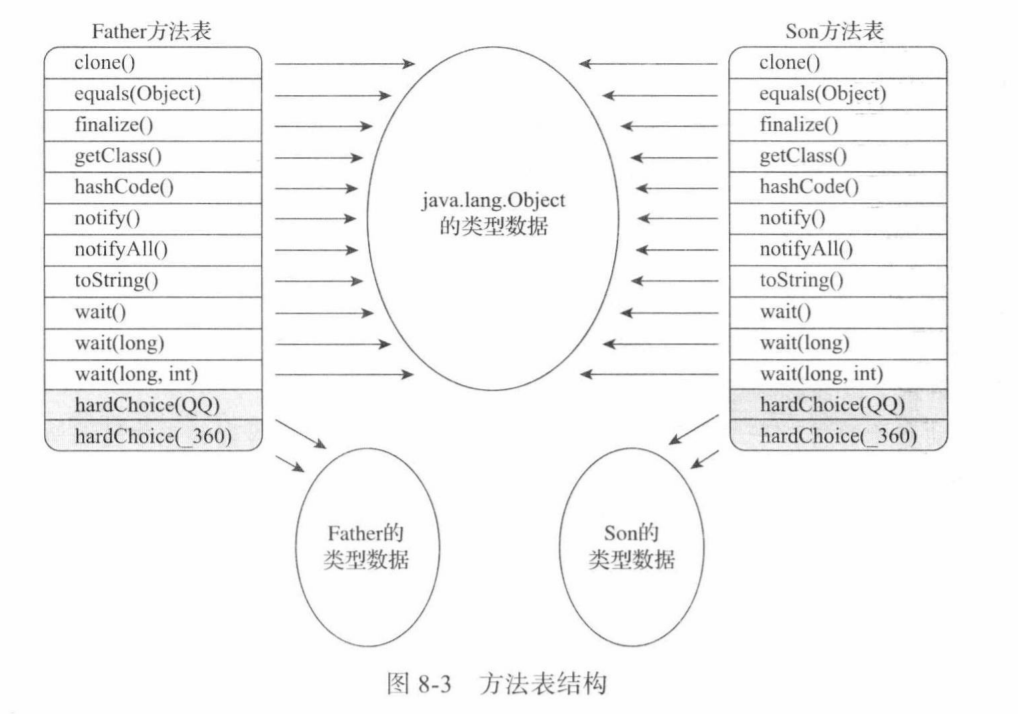 Father方法表
clone()
equals(Object)
finalize()
getClass()
hashCode()
notify()
notifyAll()
toString()
wait()
wait(long)
wait(long, int)
hardChoice(QQ)
hardChoice(_360)
java.lang.Object
的类型数据
Son方法表
clone()
equals(Object)
finalize()
getClass()
hashCode()
notify()
notifyAll()
toString()
wait()
wait(long)
wait(long, int)
hardChoice(QQ)
hardChoice(_360)
Father的
类型数据
Son的
类型数据
图 8-3 方法表结构